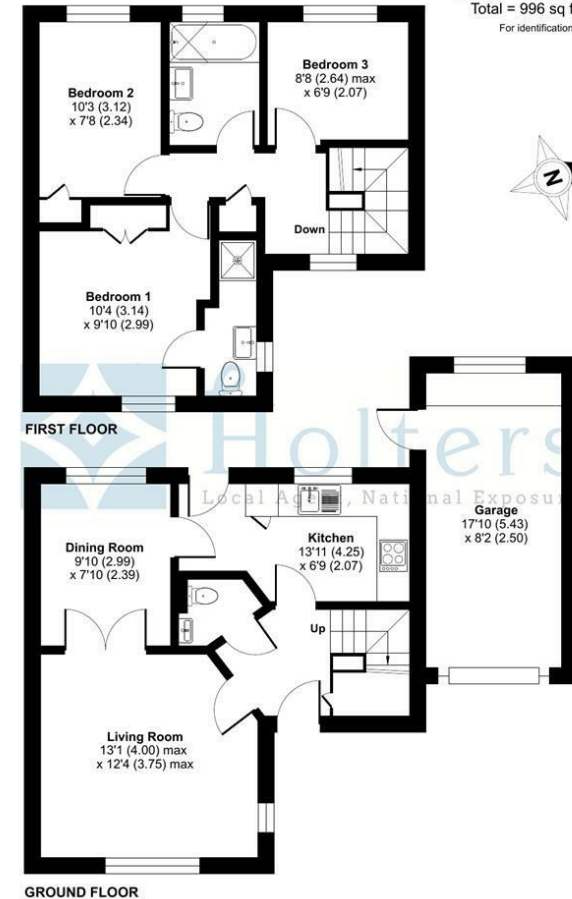 Total = 996 sq f
For identification
Bedroom 2
10'3 (3.12)
x 7'8 (2.34)
Bedroom 3
8'8 (2.64) max
x 6'9 (2.07)
N
Down
Bedroom 1
10'4 (3.14)
x 9'10 (2.99)
FIRST FLOOR
Holters
Local Agent, National Exposure
Garage
17'10 (5.43)
x 8'2 (2.50)
Dining Room
9'10 (2.99)
x 7'10 (2.39)
Kitchen
13'11 (4.25)
x 6'9 (2.07)
Up
Living Room
13'1 (4.00) max
x 12'4 (3.75) max
GROUND FLOOR